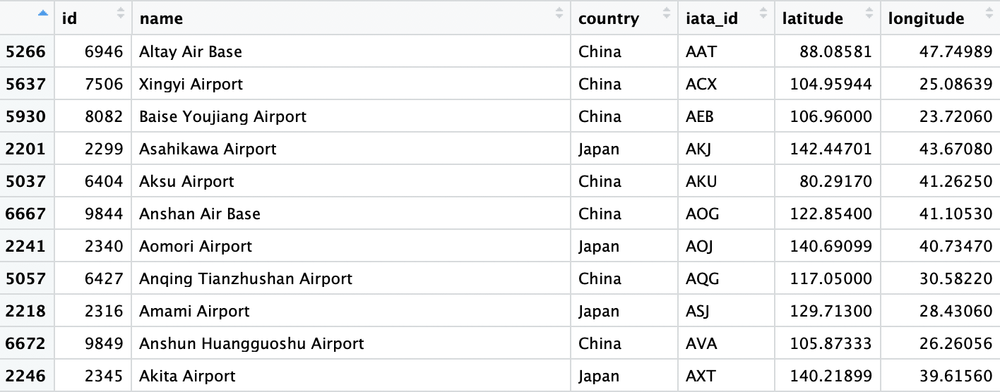 id name country iata_id latitude longitude
5266 6946 Altay Air Base China AAT 88.08581 47.74989
5637 7506 Xingyi Airport China ACX 104.95944 25.08639
5930 8082 Baise Youjiang Airport China AEB 106.96000 23.72060
2201 2299 Asahikawa Airport Japan AKJ 142.44701 43.67080
5037 6404 Aksu Airport China AKU 80.29170 41.26250
6667 9844 Anshan Air Base China AOG 122.85400 41.10530
2241 2340 Aomori Airport Japan AOJ 140.69099 40.73470
5057 6427 Anqing Tianzhushan Airport China AQG 117.05000 30.58220
2218 2316 Amami Airport Japan ASJ 129.71300 28.43060
6672 9849 Anshun Huangguoshu Airport China AVA 105.87333 26.26056
2246 2345 Akita Airport Japan AXT 140.21899 39.61560